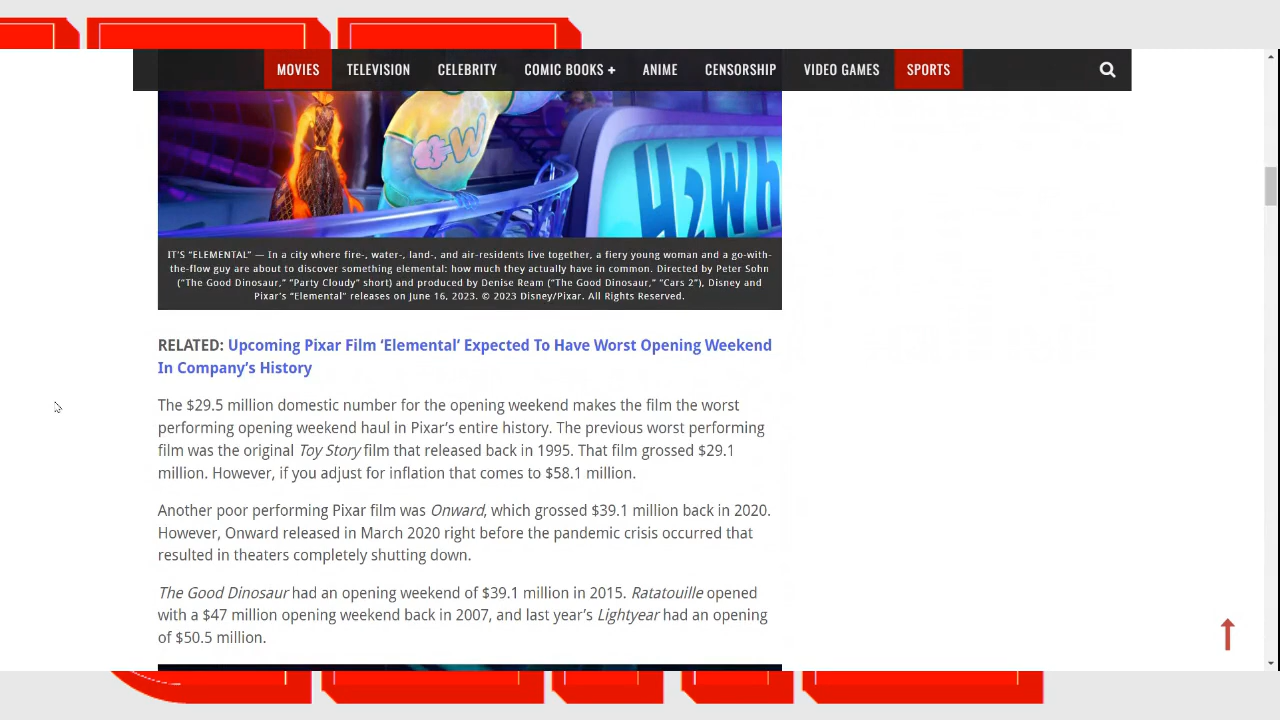 MOVIES TELEVISION CELEBRITY COMIC BOOKS + ANIME CENSORSHIP VIDEO GAMES SPORTS
W
H2Wh
IT'S “ELEMENTAL” — In a city where fire-, water-, land-, and air-residents live together, a fiery young woman and a go-with-
the-flow guy are about to discover something elemental: how much they actually have in common. Directed by Peter Sohn
(“The Good Dinosaur,” “Party Cloudy” short) and produced by Denise Ream (“The Good Dinosaur,” “Cars 2”), Disney and
Pixar's “Elemental” releases on June 16, 2023. © 2023 Disney/Pixar. All Rights Reserved.
RELATED: Upcoming Pixar Film ‘Elemental’ Expected To Have Worst Opening Weekend
In Company’s History
The $29.5 million domestic number for the opening weekend makes the film the worst
performing opening weekend haul in Pixar’s entire history. The previous worst performing
film was the original Toy Story film that released back in 1995. That film grossed $29.1
million. However, if you adjust for inflation that comes to $58.1 million.
Another poor performing Pixar film was Onward, which grossed $39.1 million back in 2020.
However, Onward released in March 2020 right before the pandemic crisis occurred that
resulted in theaters completely shutting down.
The Good Dinosaur had an opening weekend of $39.1 million in 2015. Ratatouille opened
with a $47 million opening weekend back in 2007, and last year’s Lightyear had an opening
of $50.5 million.